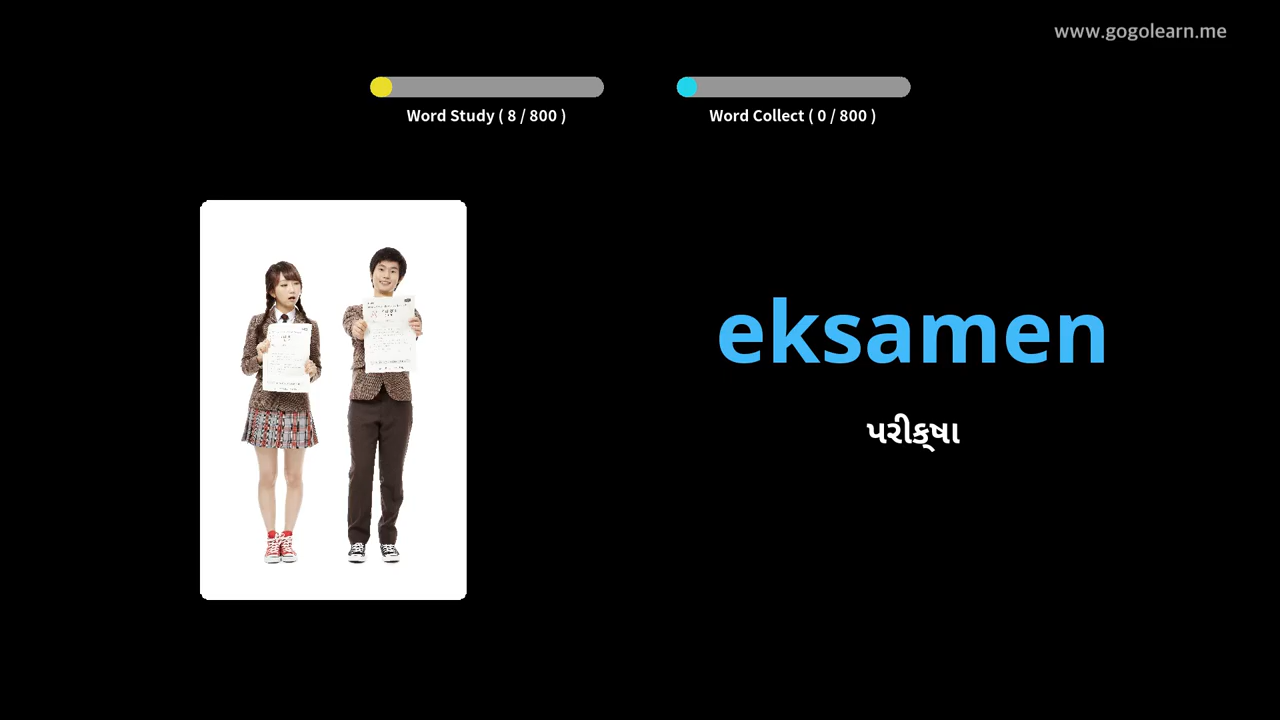 www.gogolearn.me
Word Study ( 8 / 800 )
Word Collect ( 0 / 800 )
eksamen
પરીક્ષા